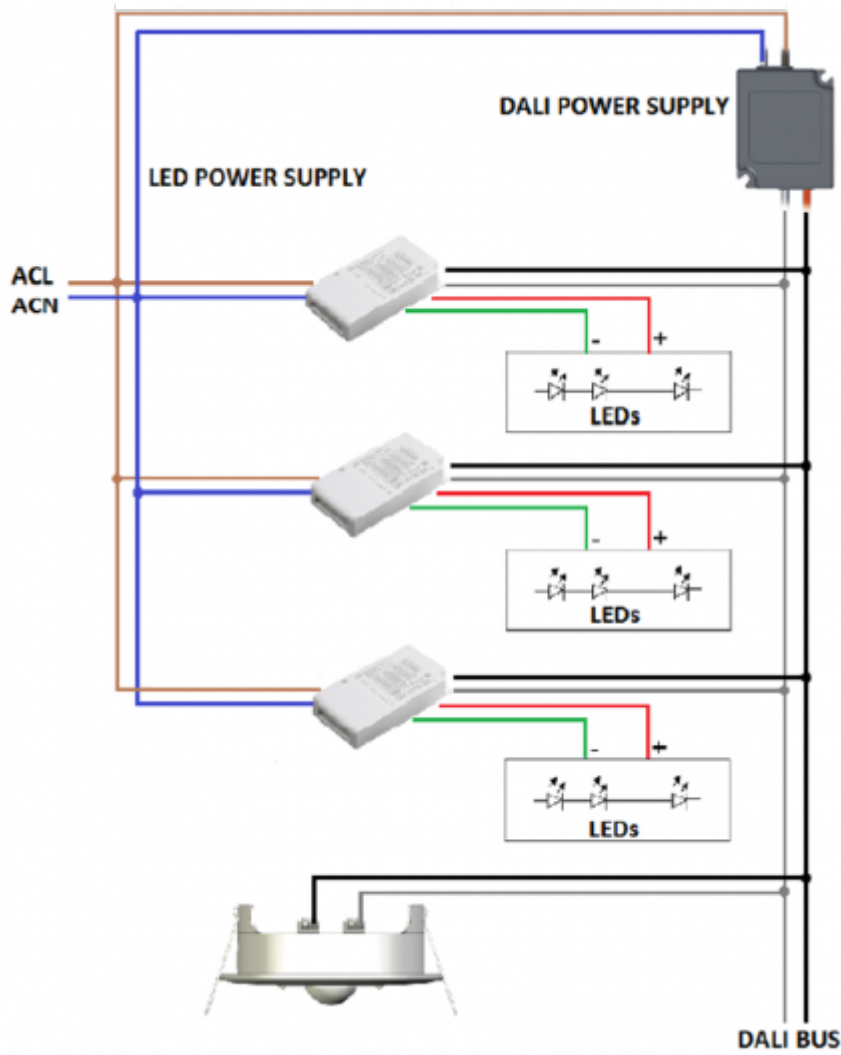 DALI POWER SUPPLY
LED POWER SUPPLY
ACL
ACN
- +
LEDs
- +
LEDs
- +
LEDs
DALI BUS